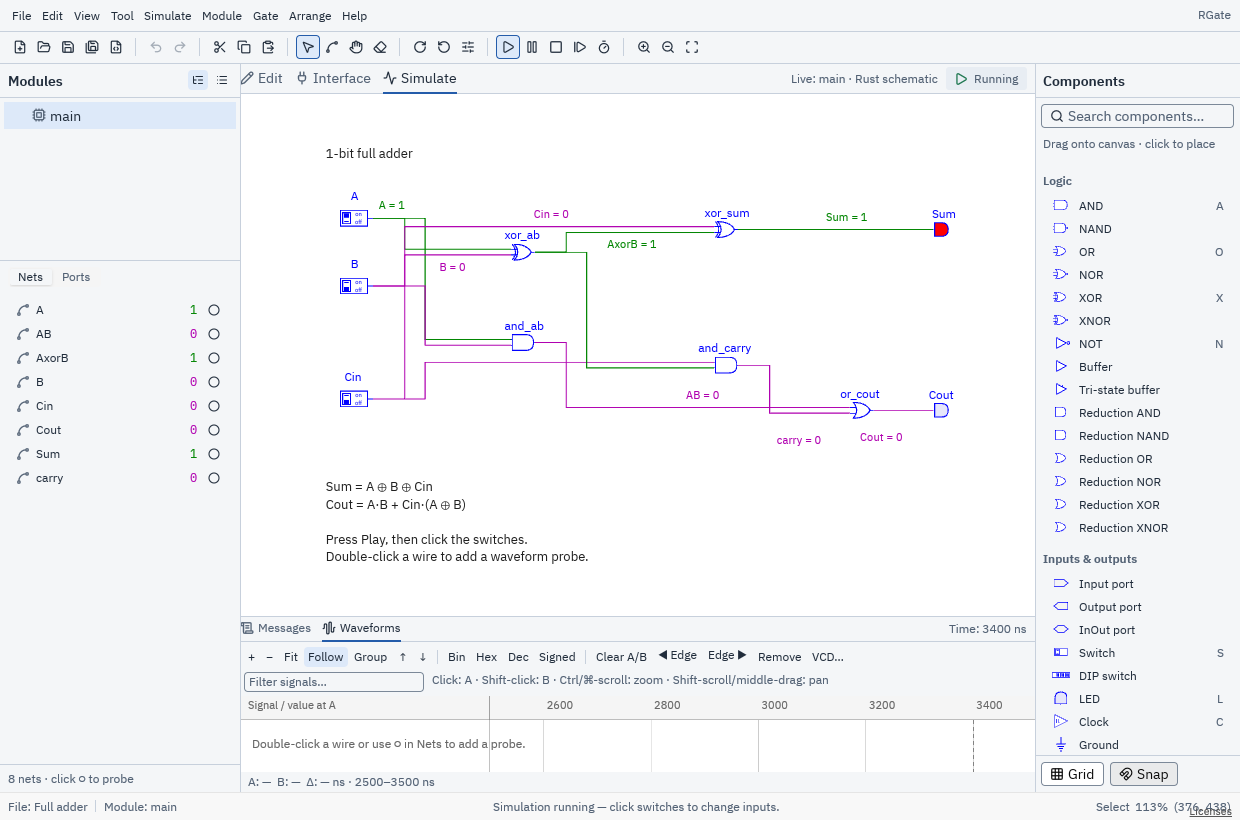 File Edit View Tool Simulate Module Gate Arrange Help
RGate
Modules
Edit Interface Simulate
Live: main · Rust schematic Running
Components
main
Search components...
Drag onto canvas · click to place
1-bit full adder
Logic
A
A = 1
on
off
Cin = 0
xor_sum
Sum = 1
Sum
xor_ab
AxorB = 1
B
B = 0
on
off
and_ab
and_carry
Cin
on
off
AB = 0
or_cout
Cout
carry = 0
Cout = 0
Sum = A ⊕ B ⊕ Cin
Cout = A·B + Cin·(A ⊕ B)
Press Play, then click the switches.
Double-click a wire to add a waveform probe.
Nets Ports
A 1
AB 0
AxorB 1
B 0
Cin 0
Cout 0
Sum 1
carry 0
8 nets · click ○ to probe
AND A
NAND
OR O
NOR
XOR X
XNOR
NOT N
Buffer
Tri-state buffer
Reduction AND
Reduction NAND
Reduction OR
Reduction NOR
Reduction XOR
Reduction XNOR
Inputs & outputs
Input port
Output port
InOut port
Switch S
DIP switch
LED L
Clock C
Ground
Grid Snap
Messages Waveforms
Time: 3400 ns
+ − Fit Follow Group ↑ ↓ Bin Hex Dec Signed Clear A/B ◀ Edge Edge ▶ Remove VCD...
Filter signals...
Click: A · Shift-click: B · Ctrl/⌘-scroll: zoom · Shift-scroll/middle-drag: pan
Signal / value at A 2600 2800 3000 3200 3400
Double-click a wire or use ○ in Nets to add a probe.
A: — B: — Δ: — ns · 2500–3500 ns
File: Full adder Module: main
Simulation running — click switches to change inputs.
Select 113% (376, 438)
Licenses